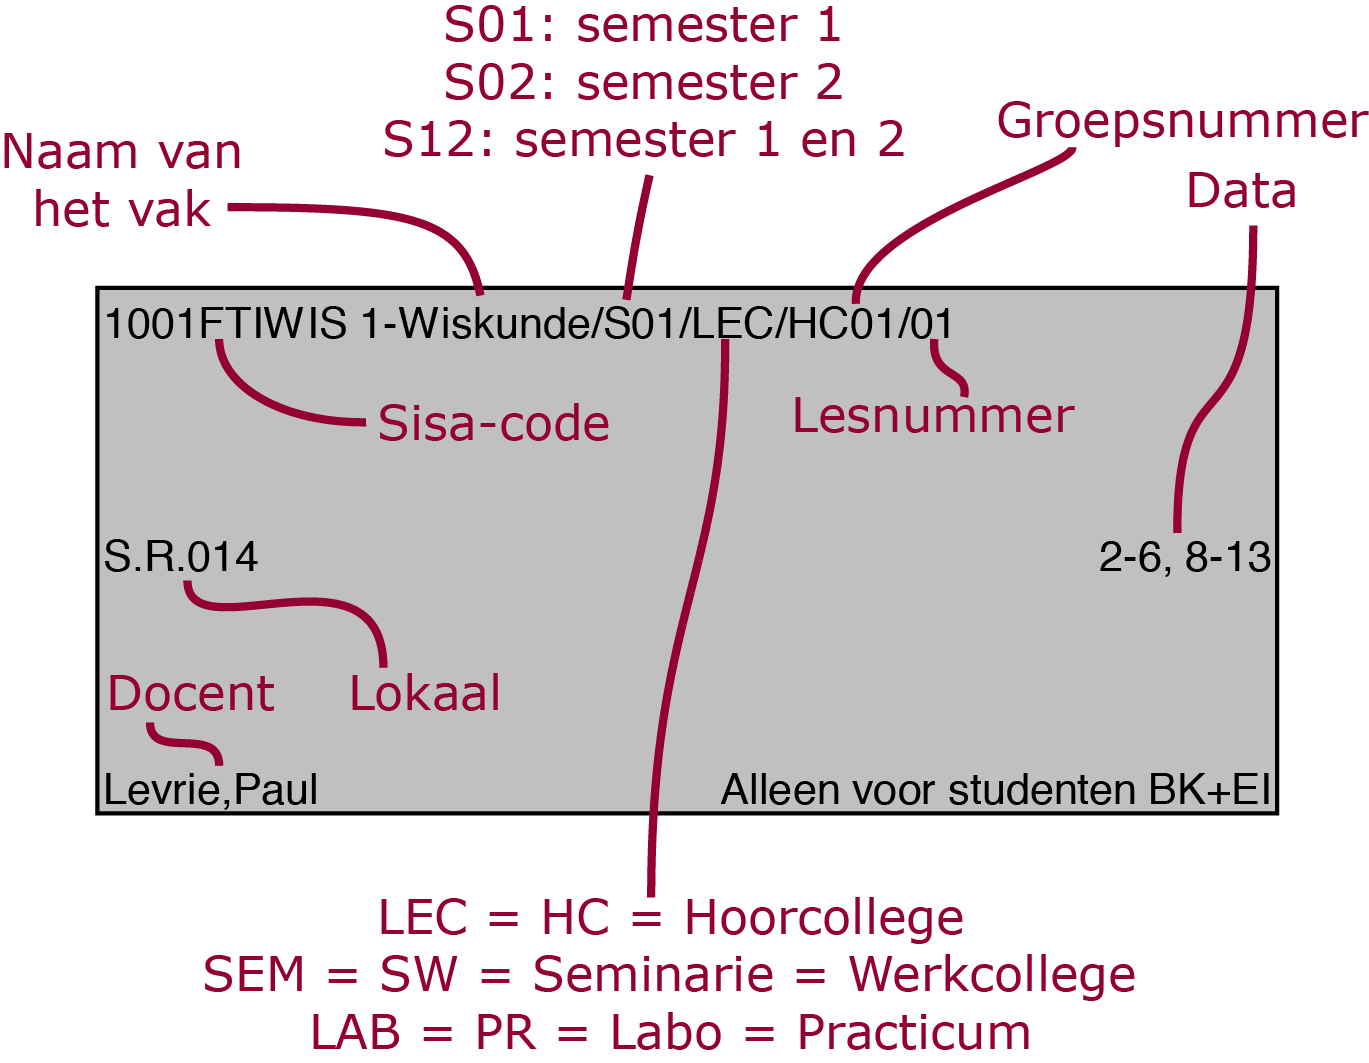 S01: semester 1
S02: semester 2
S12: semester 1 en 2
Groepsnummer
Naam van
het vak
Data
1001FTIWIS 1-Wiskunde/S01/LEC/HC01/01
Sisa-code
Lesnummer
S.R.014
2-6, 8-13
Docent
Lokaal
Levrie,Paul
Alleen voor studenten BK+EI
LEC = HC = Hoorcollege
SEM = SW = Seminarie = Werkcollege
LAB = PR = Labo = Practicum